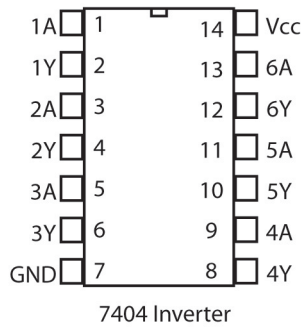 1A 1 14 Vcc
1Y 2 13 6A
2A 3 12 6Y
2Y 4 11 5A
3A 5 10 5Y
3Y 6 9 4A
GND 7 8 4Y
7404 Inverter